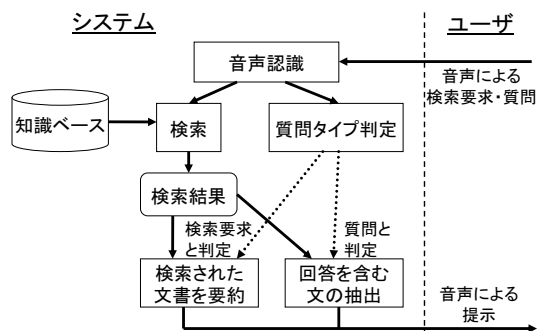 システム
ユーザ
音声認識
音声による
検索要求・質問
知識ベース
検索
質問タイプ判定
検索結果
検索要求
と判定
質問と
判定
検索された
文書を要約
回答を含む
文の抽出
音声による
提示